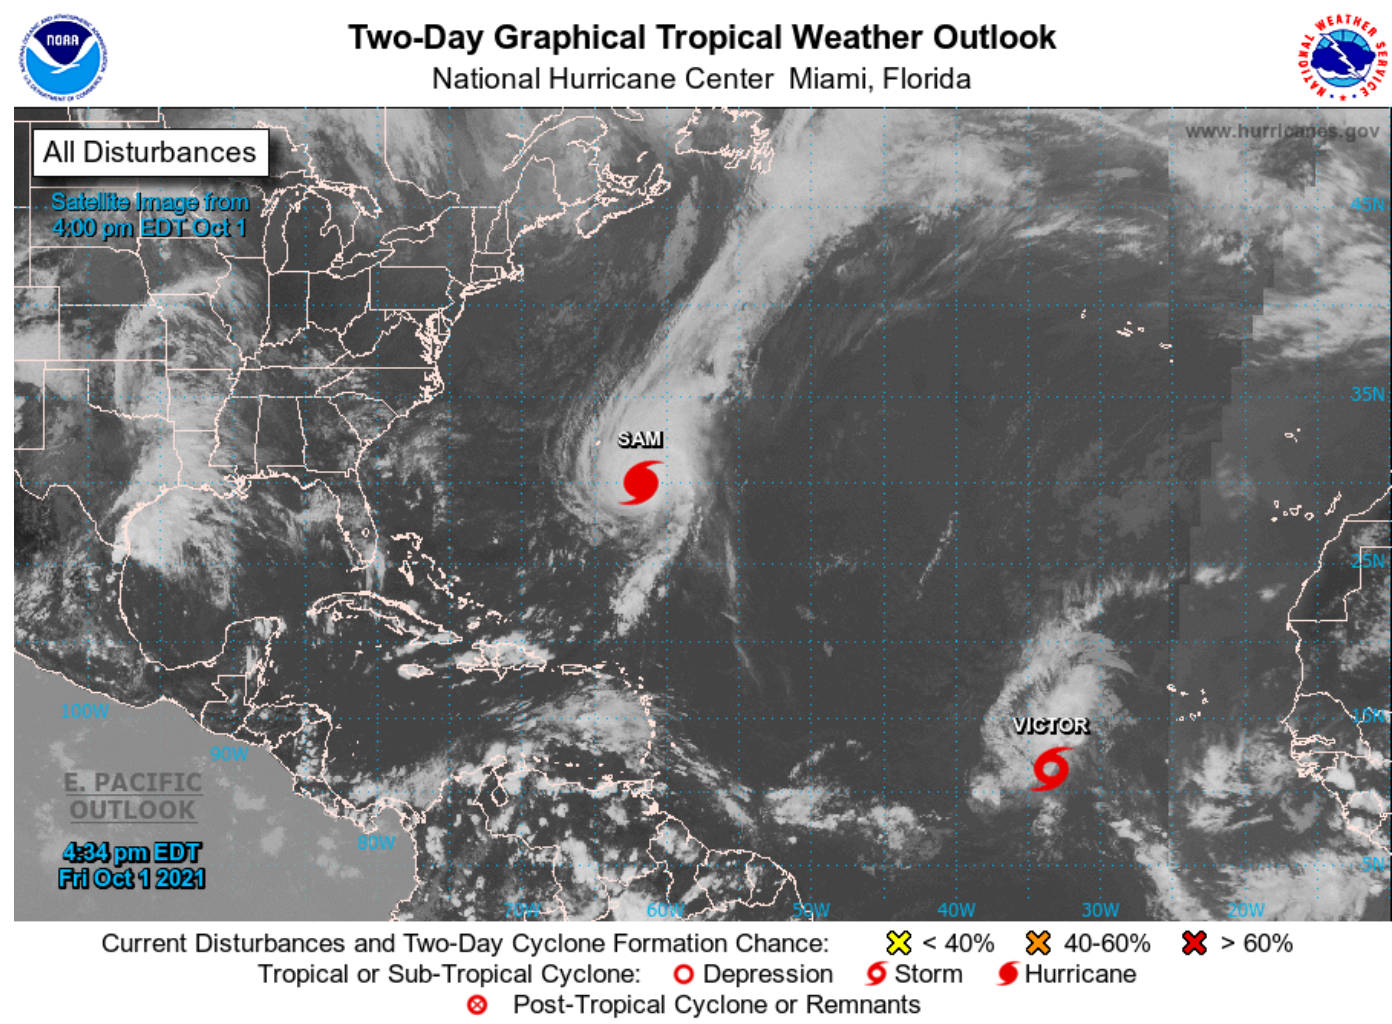 Two-Day Graphical Tropical Weather Outlook
National Hurricane Center Miami, Florida
NOAA
NATIONAL WEATHER SERVICE
www.hurricanes.gov
All Disturbances
Satellite Image from
4:00 pm EDT Oct 1
45N
35N
SAM
25N
VICTOR
15N
100W
90W
E. PACIFIC
OUTLOOK
80W
4:34 pm EDT
Fri Oct 1 2021
5N
70W 60W 50W 40W 30W 20W
Current Disturbances and Two-Day Cyclone Formation Chance: < 40% 40-60% > 60%
Tropical or Sub-Tropical Cyclone: Depression Storm Hurricane
Post-Tropical Cyclone or Remnants